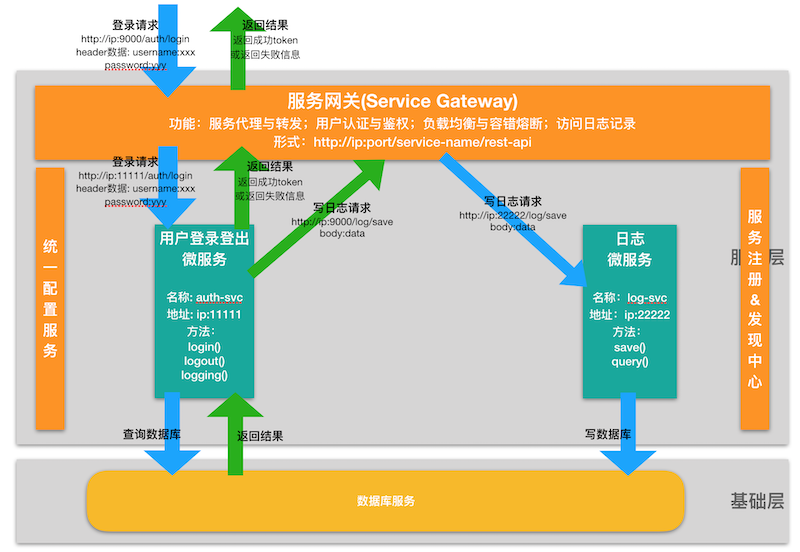 登录请求
http://ip:9000/auth/login
header数据: username:xxx
password:yyy
返回结果
返回成功token
或返回失败信息
服务网关(Service Gateway)
功能：服务代理与转发；用户认证与鉴权；负载均衡与容错熔断；访问日志记录
形式：http://ip:port/service-name/rest-api
登录请求
http://ip:11111/auth/login
header数据: username:xxx
password:yyy
返回结果
返回成功token
或返回失败信息
写日志请求
http://ip:9000/log/save
body:data
写日志请求
http://ip:22222/log/save
body:data
统一配置服务
用户登录登出
微服务
名称: auth-svc
地址: ip:11111
方法：
login()
logout()
logging()
日志
微服务
名称：log-svc
地址：ip:22222
方法：
save()
query()
服务注册&发现中心
服务层
查询数据库
返回结果
写数据库
数据库服务
基础层